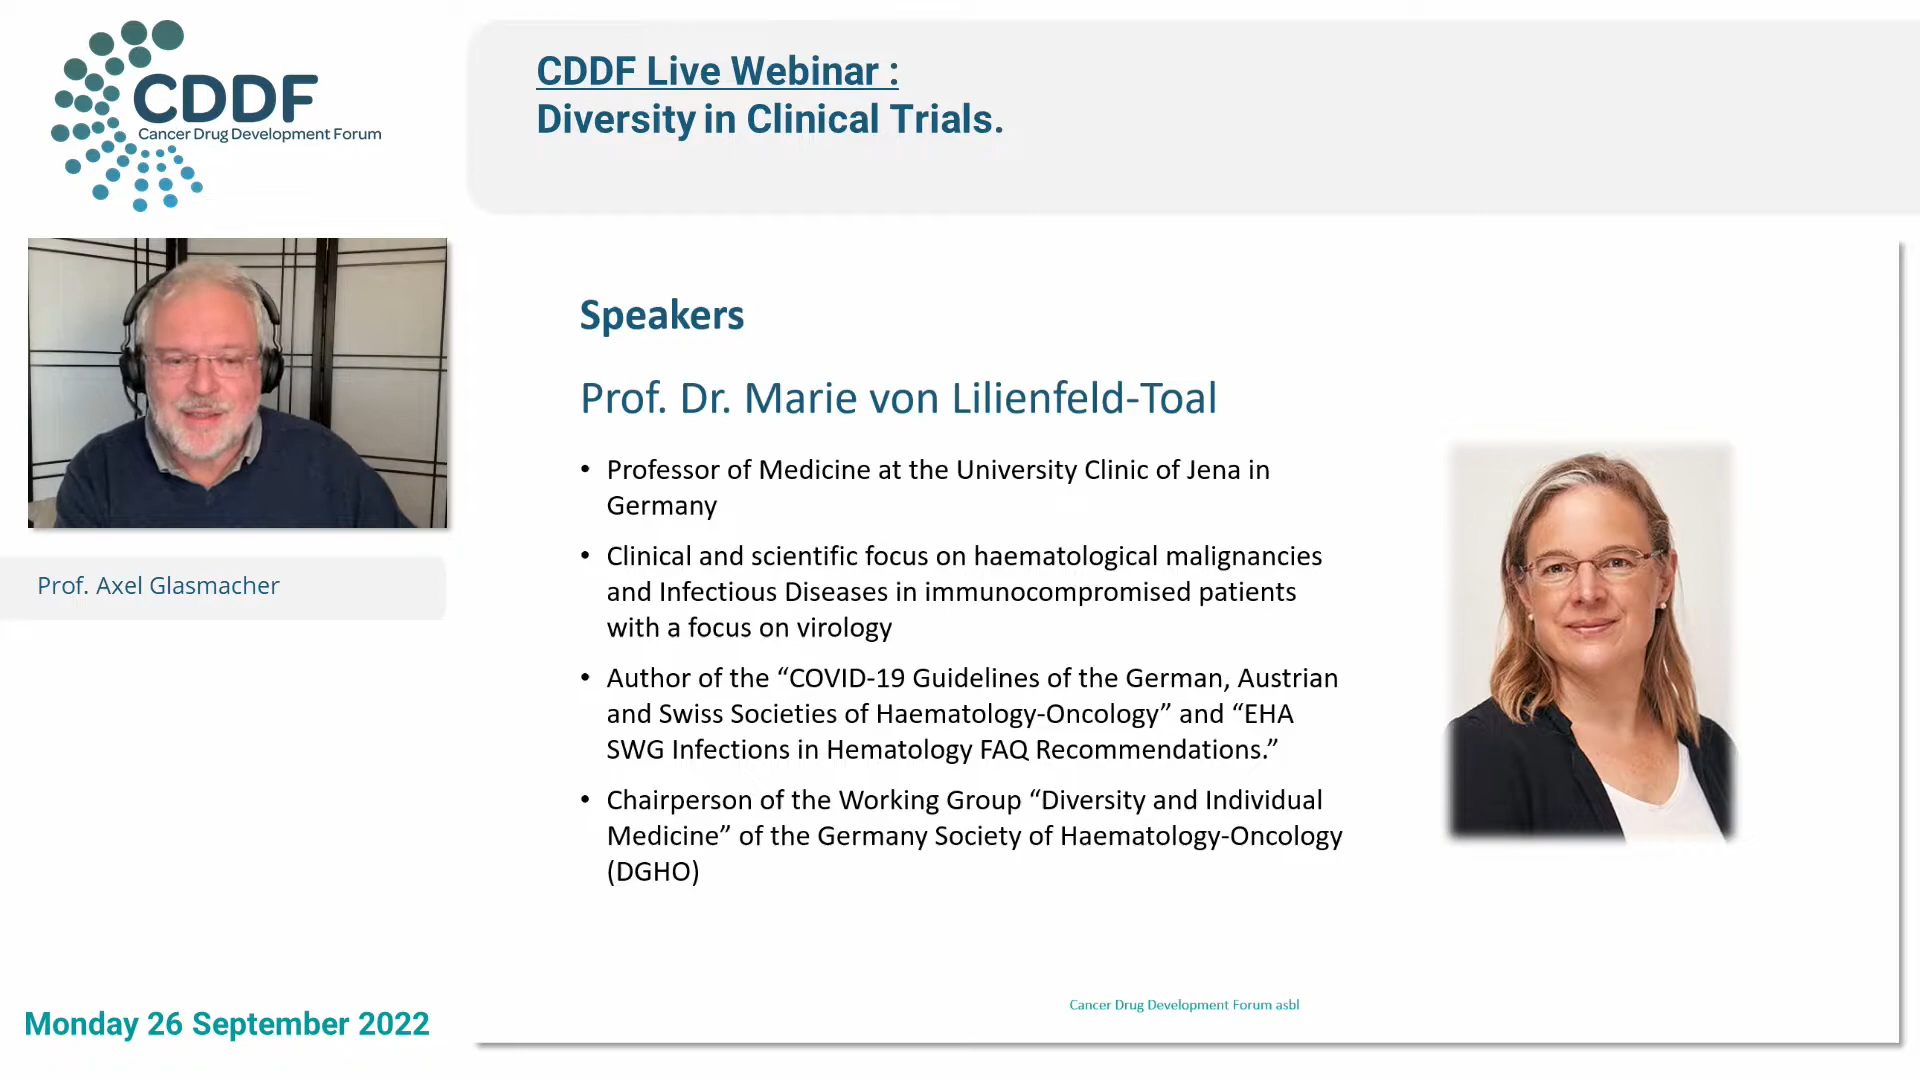 CDDF
Cancer Drug Development Forum
CDDF Live Webinar :
Diversity in Clinical Trials.
Prof. Axel Glasmacher
Speakers
Prof. Dr. Marie von Lilienfeld-Toal
• Professor of Medicine at the University Clinic of Jena in
Germany
• Clinical and scientific focus on haematological malignancies
and Infectious Diseases in immunocompromised patients
with a focus on virology
• Author of the “COVID-19 Guidelines of the German, Austrian
and Swiss Societies of Haematology-Oncology” and “EHA
SWG Infections in Hematology FAQ Recommendations.”
• Chairperson of the Working Group “Diversity and Individual
Medicine” of the Germany Society of Haematology-Oncology
(DGHO)
Cancer Drug Development Forum asbl
Monday 26 September 2022